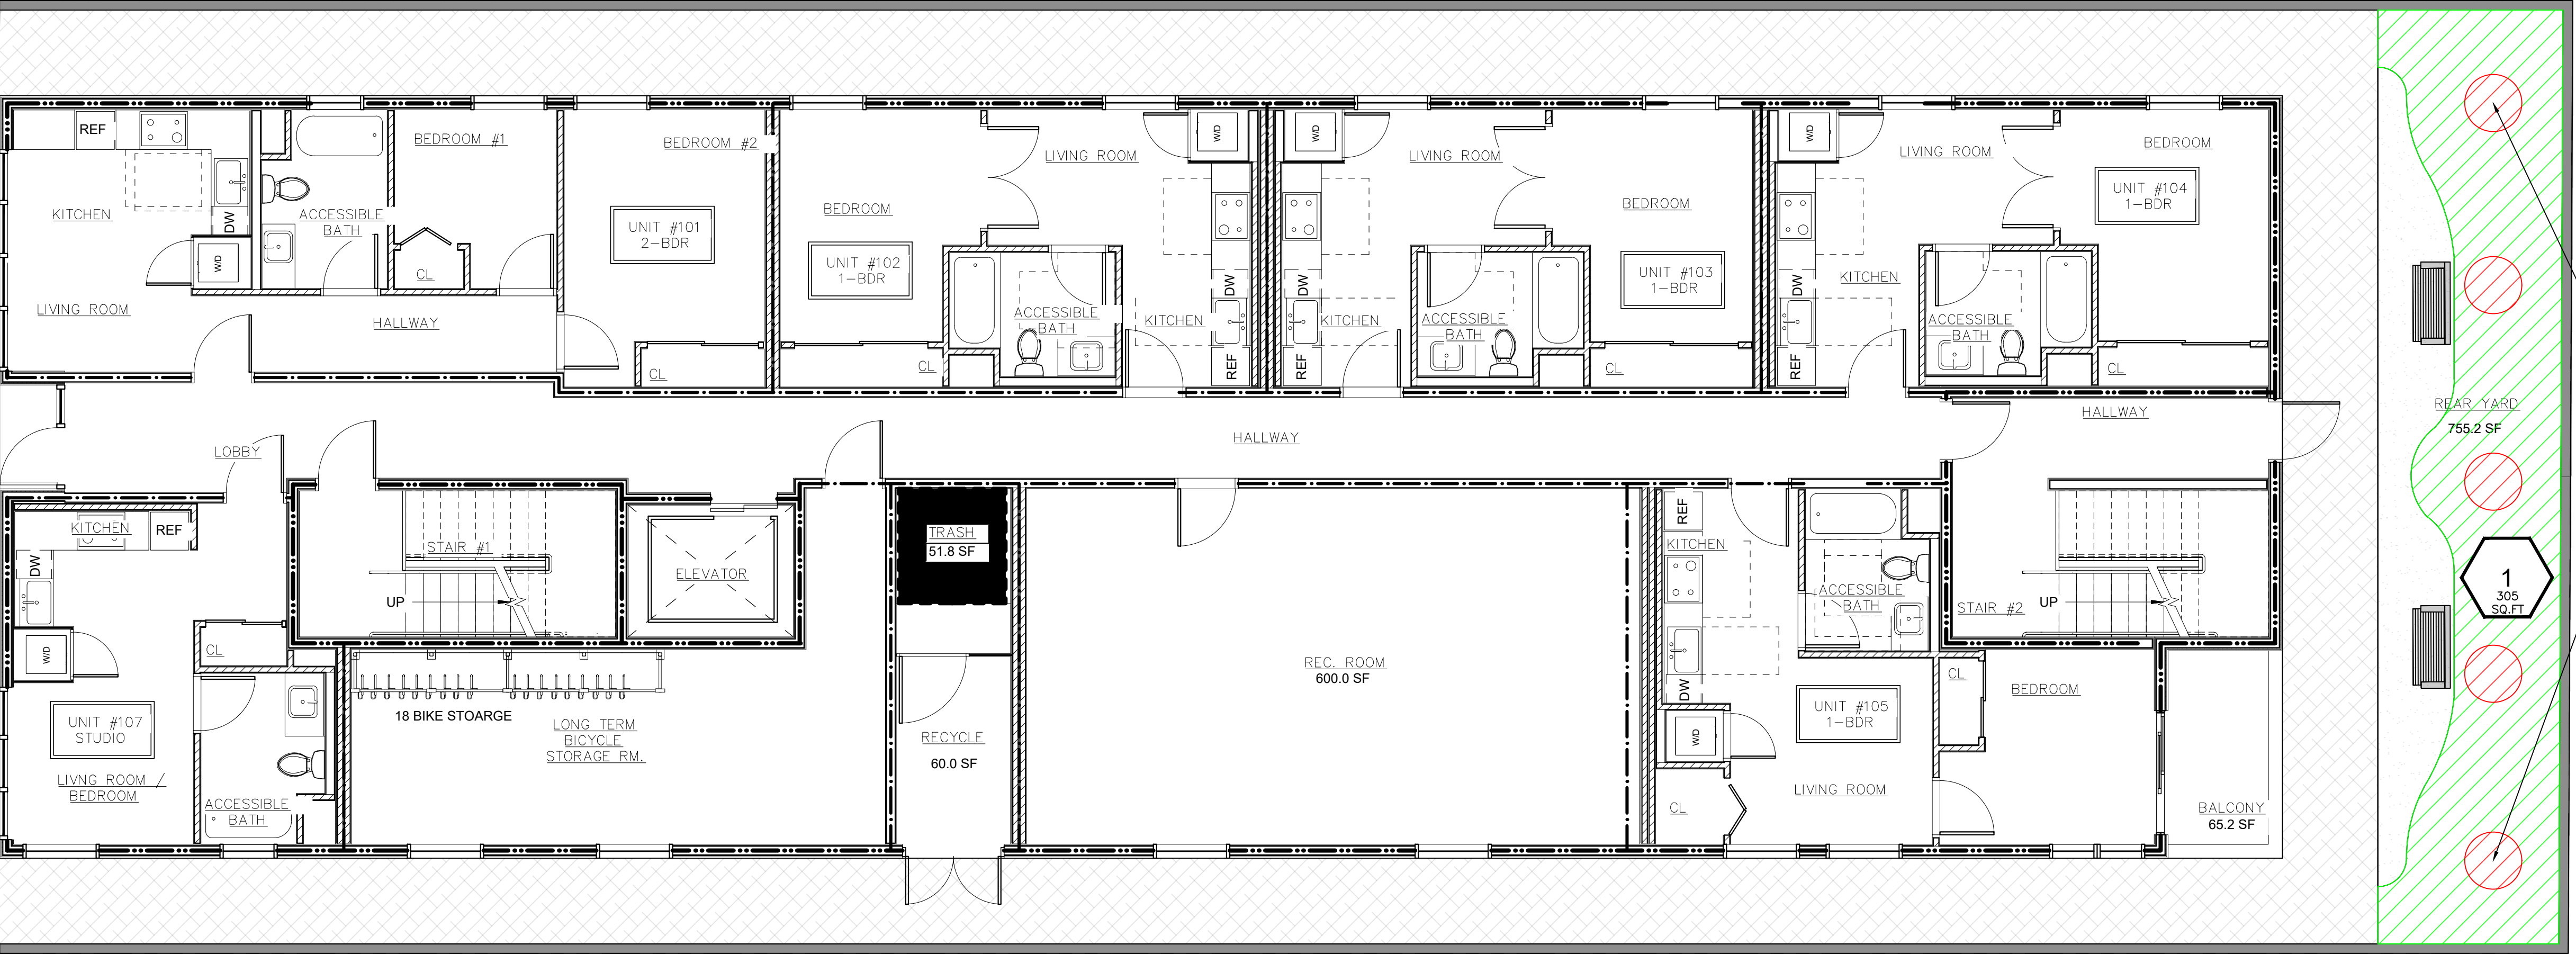 REF
KITCHEN
LIVING ROOM
DW
W/D
ACCESSIBLE
BATH
BEDROOM #1
CL
HALLWAY
BEDROOM #2
UNIT #101
2-BDR
CL
BEDROOM
UNIT #102
1-BDR
CL
LIVING ROOM
W/D
ACCESSIBLE
BATH
KITCHEN
DW
REF
W/D
LIVING ROOM
DW
KITCHEN
REF
ACCESSIBLE
BATH
BEDROOM
UNIT #103
1-BDR
CL
W/D
LIVING ROOM
DW
KITCHEN
REF
ACCESSIBLE
BATH
BEDROOM
UNIT #104
1-BDR
CL
LOBBY
HALLWAY
HALLWAY
REAR YARD
755.2 SF
KITCHEN
REF
DW
W/D
CL
UNIT #107
STUDIO
LIVNG ROOM /
BEDROOM
ACCESSIBLE
BATH
STAIR #1
UP
ELEVATOR
18 BIKE STOARGE
LONG TERM
BICYCLE
STORAGE RM.
TRASH
51.8 SF
RECYCLE
60.0 SF
REC. ROOM
600.0 SF
REF
KITCHEN
DW
W/D
CL
ACCESSIBLE
BATH
UNIT #105
1-BDR
LIVING ROOM
CL
BEDROOM
STAIR #2
UP
BALCONY
65.2 SF
1
305
SQ.FT